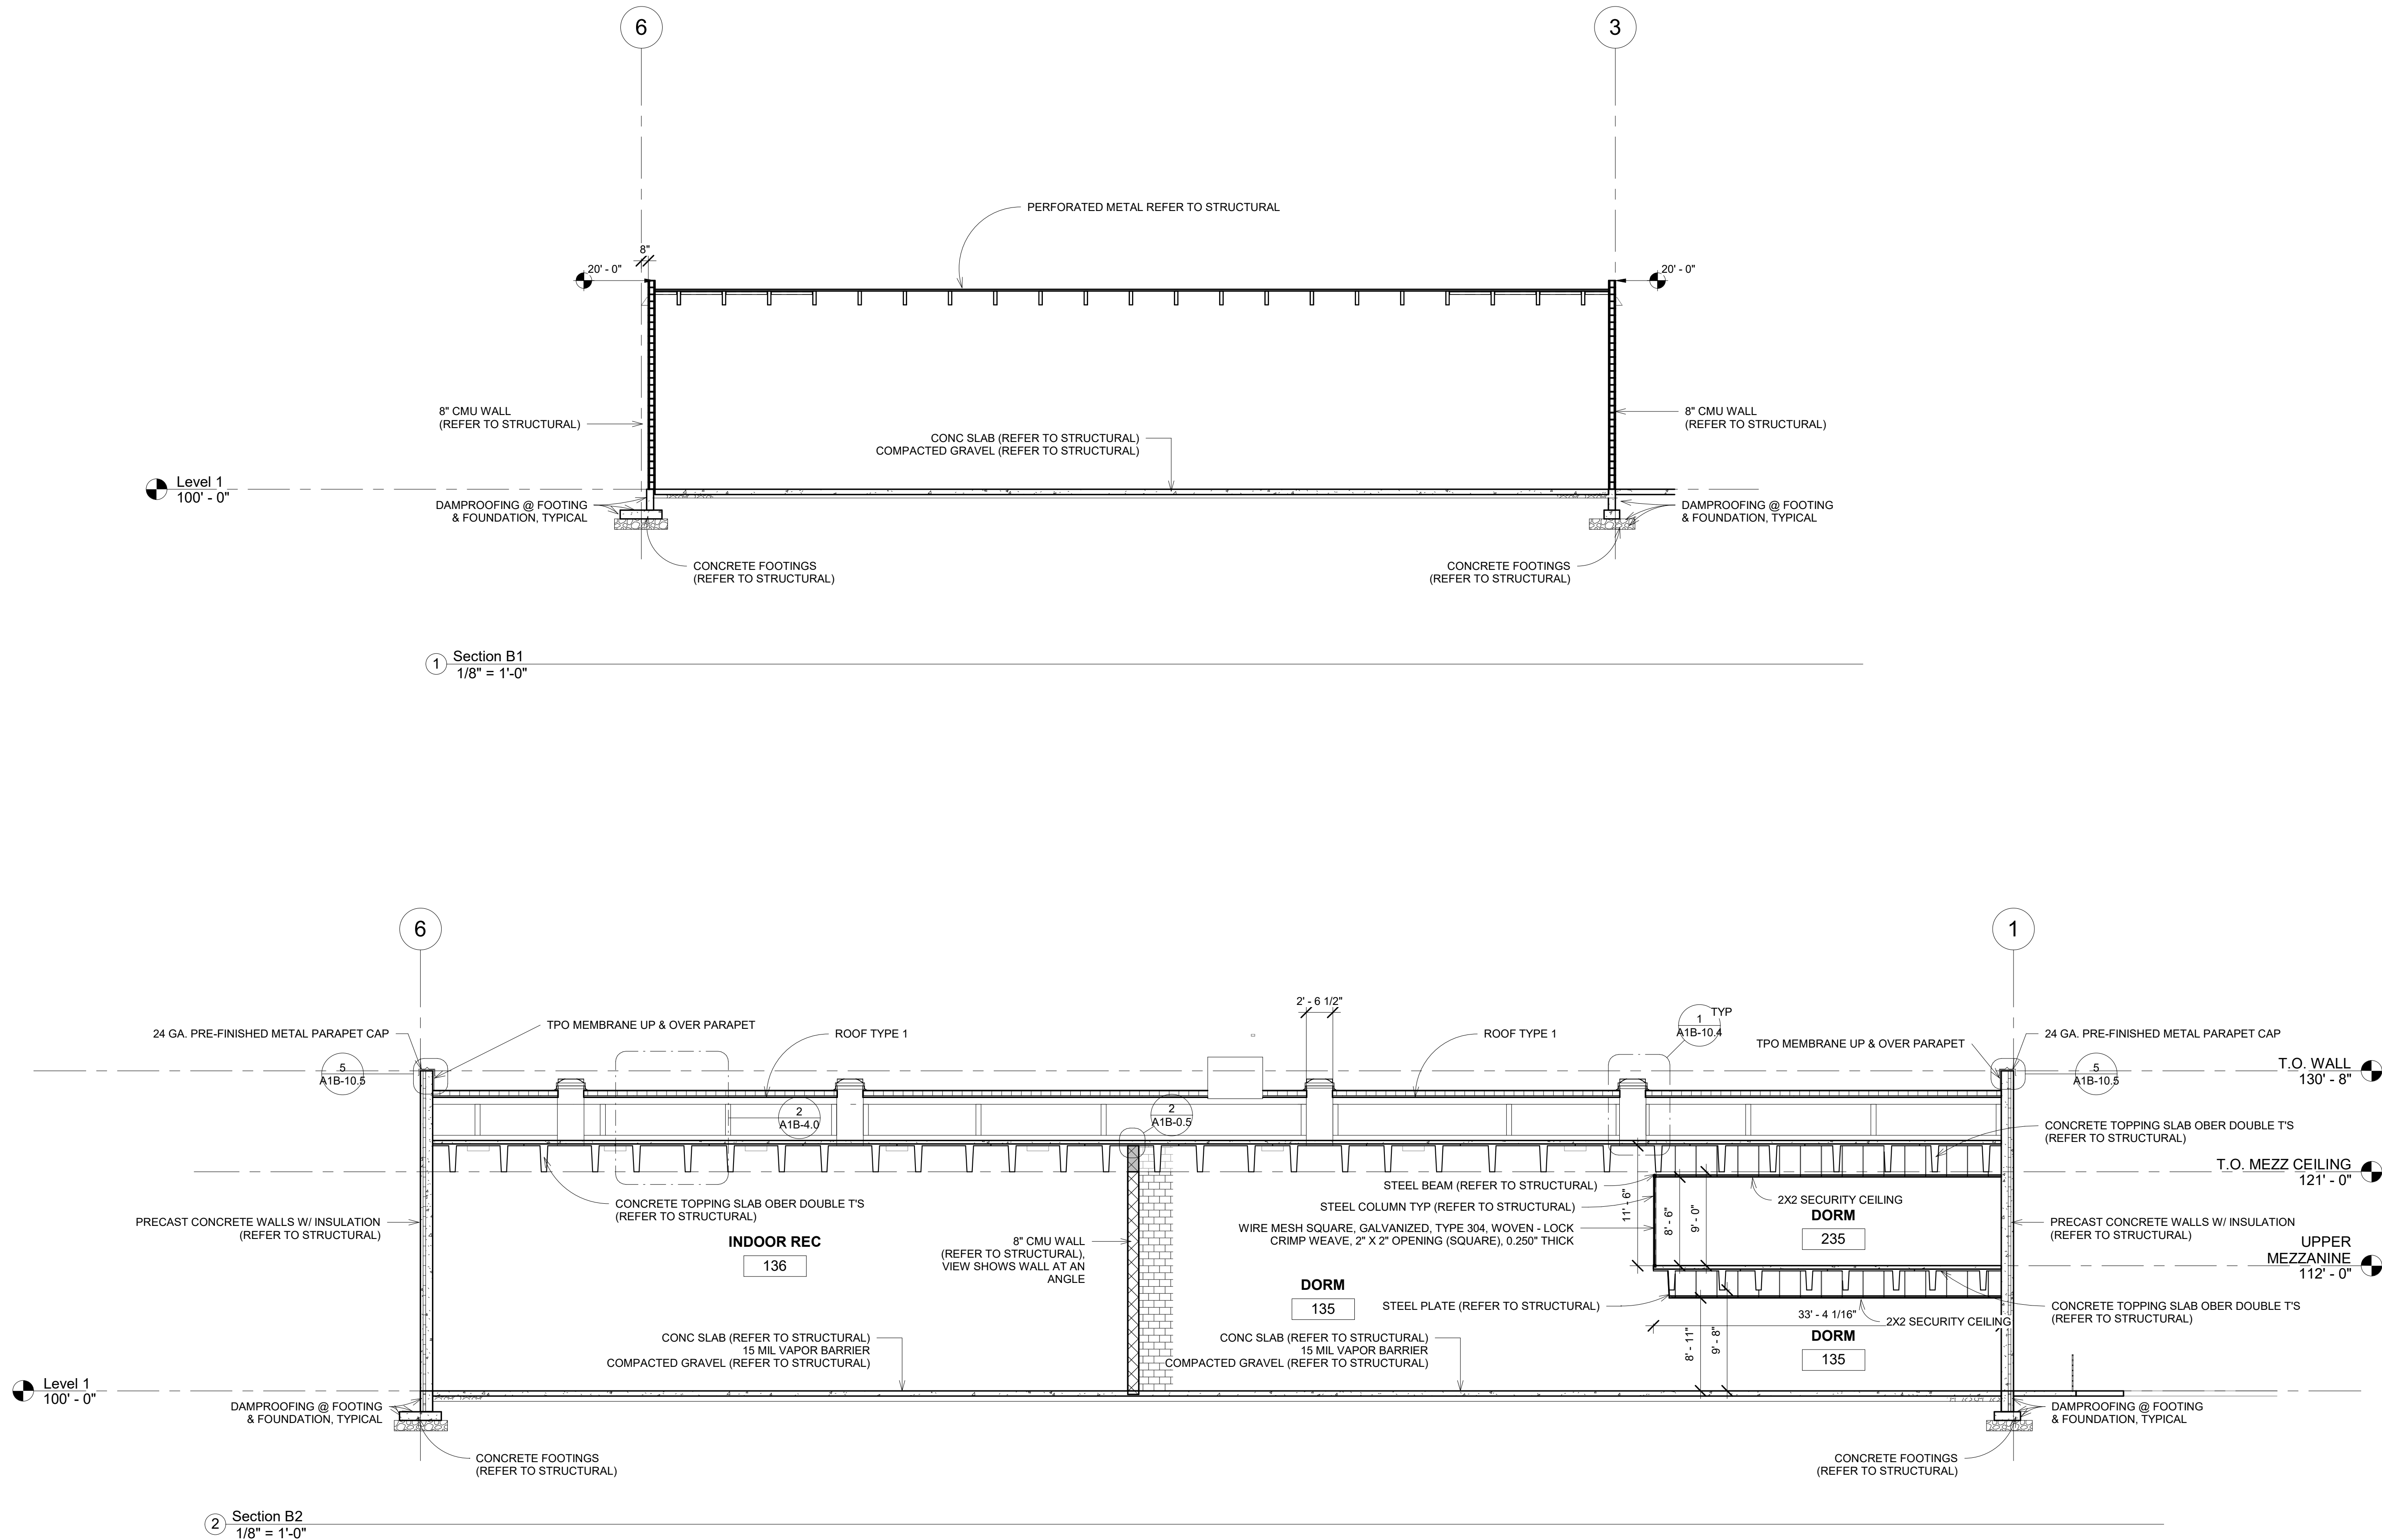 6
3
PERFORATED METAL REFER TO STRUCTURAL
8"
20' - 0"
20' - 0"
8" CMU WALL
(REFER TO STRUCTURAL)
8" CMU WALL
(REFER TO STRUCTURAL)
CONC SLAB (REFER TO STRUCTURAL)
COMPACTED GRAVEL (REFER TO STRUCTURAL)
Level 1
100' - 0"
DAMPROOFING @ FOOTING
& FOUNDATION, TYPICAL
DAMPROOFING @ FOOTING
& FOUNDATION, TYPICAL
CONCRETE FOOTINGS
(REFER TO STRUCTURAL)
CONCRETE FOOTINGS
(REFER TO STRUCTURAL)
1
Section B1
1/8" = 1'-0"
6
1
2' - 6 1/2"
1
A1B-10.4
TYP
24 GA. PRE-FINISHED METAL PARAPET CAP
TPO MEMBRANE UP & OVER PARAPET
ROOF TYPE 1
ROOF TYPE 1
TPO MEMBRANE UP & OVER PARAPET
24 GA. PRE-FINISHED METAL PARAPET CAP
5
A1B-10.5
5
A1B-10.5
T.O. WALL
130' - 8"
2
A1B-4.0
2
A1B-0.5
CONCRETE TOPPING SLAB OBER DOUBLE T'S
(REFER TO STRUCTURAL)
T.O. MEZZ CEILING
121' - 0"
STEEL BEAM (REFER TO STRUCTURAL)
CONCRETE TOPPING SLAB OBER DOUBLE T'S
(REFER TO STRUCTURAL)
STEEL COLUMN TYP (REFER TO STRUCTURAL)
11' - 6"
8' - 6"
9' - 0"
2X2 SECURITY CEILING
DORM
235
PRECAST CONCRETE WALLS W/ INSULATION
(REFER TO STRUCTURAL)
WIRE MESH SQUARE, GALVANIZED, TYPE 304, WOVEN - LOCK
CRIMP WEAVE, 2" X 2" OPENING (SQUARE), 0.250" THICK
PRECAST CONCRETE WALLS W/ INSULATION
(REFER TO STRUCTURAL)
INDOOR REC
136
8" CMU WALL
(REFER TO STRUCTURAL),
VIEW SHOWS WALL AT AN
ANGLE
UPPER
MEZZANINE
112' - 0"
DORM
135
STEEL PLATE (REFER TO STRUCTURAL)
33' - 4 1/16"
2X2 SECURITY CEILING
CONCRETE TOPPING SLAB OBER DOUBLE T'S
(REFER TO STRUCTURAL)
8' - 11"
9' - 8"
DORM
135
CONC SLAB (REFER TO STRUCTURAL)
15 MIL VAPOR BARRIER
COMPACTED GRAVEL (REFER TO STRUCTURAL)
CONC SLAB (REFER TO STRUCTURAL)
15 MIL VAPOR BARRIER
COMPACTED GRAVEL (REFER TO STRUCTURAL)
Level 1
100' - 0"
DAMPROOFING @ FOOTING
& FOUNDATION, TYPICAL
DAMPROOFING @ FOOTING
& FOUNDATION, TYPICAL
CONCRETE FOOTINGS
(REFER TO STRUCTURAL)
CONCRETE FOOTINGS
(REFER TO STRUCTURAL)
2
Section B2
1/8" = 1'-0"